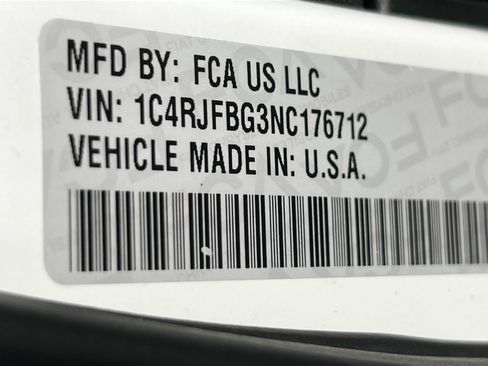 MFD BY: FCA US LLC
VIN: 1C4RJFBG3NC176712
VEHICLE MADE IN: U.S.A.